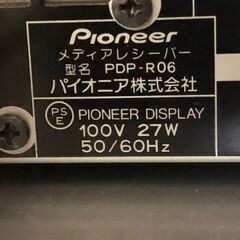 Pioneer
メディアレシーバー
型名 PDP-R06
パイオニア株式会社
PSE PIONEER DISPLAY
100V 27W
50/60Hz